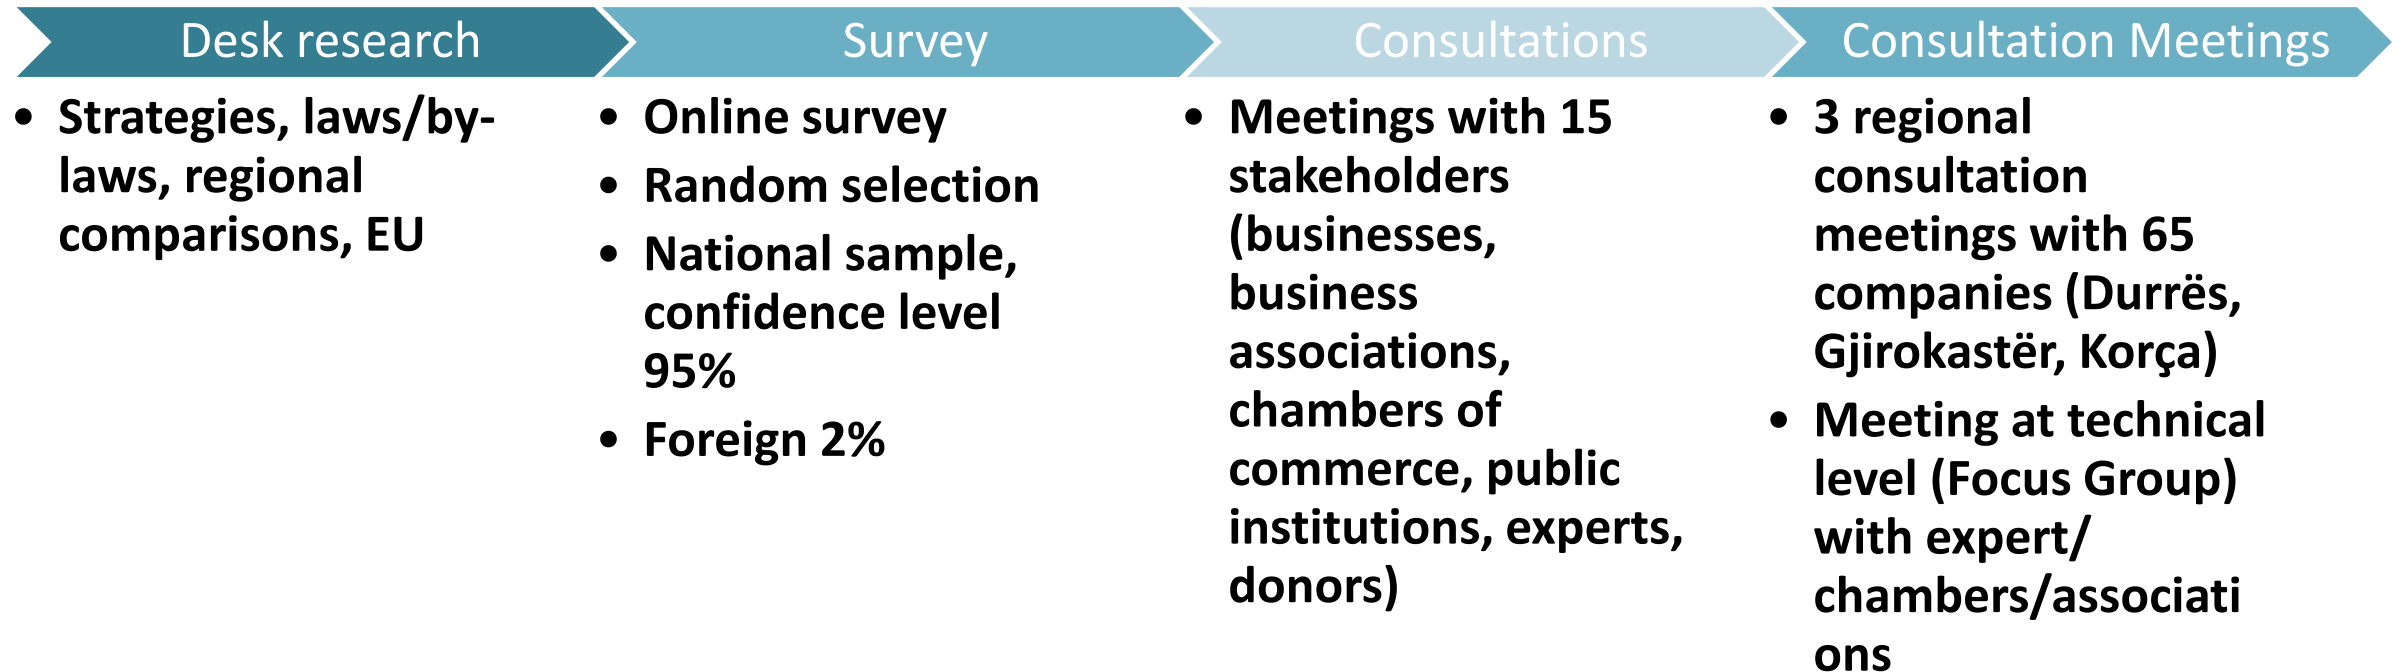 Desk research
• Strategies, laws/by-
laws, regional
comparisons, EU
Survey
• Online survey
• Random selection
• National sample,
confidence level
95%
• Foreign 2%
Consultations
• Meetings with 15
stakeholders
(businesses,
business
associations,
chambers of
commerce, public
institutions, experts,
donors)
Consultation Meetings
• 3 regional
consultation
meetings with 65
companies (Durrës,
Gjirokastër, Korça)
• Meeting at technical
level (Focus Group)
with expert/
chambers/associati
ons